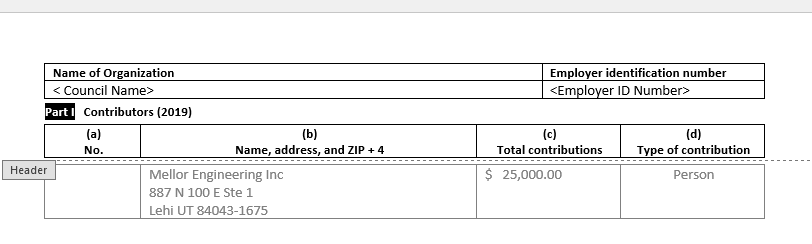 Name of Organization Employer identification number
< Council Name> <Employer ID Number>
Part I Contributors (2019)
(a) (b) (c) (d)
No. Name, address, and ZIP + 4 Total contributions Type of contribution
Header
Mellor Engineering Inc $ 25,000.00 Person
887 N 100 E Ste 1
Lehi UT 84043-1675